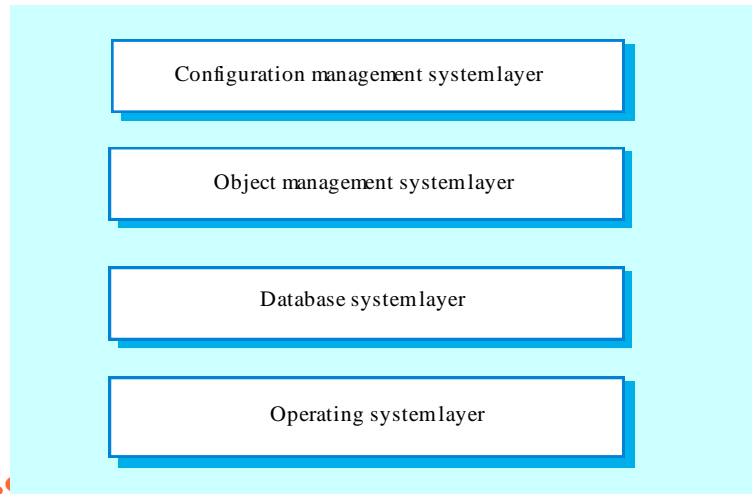 Configuration management system layer
Object management system layer
Database system layer
Operating system layer